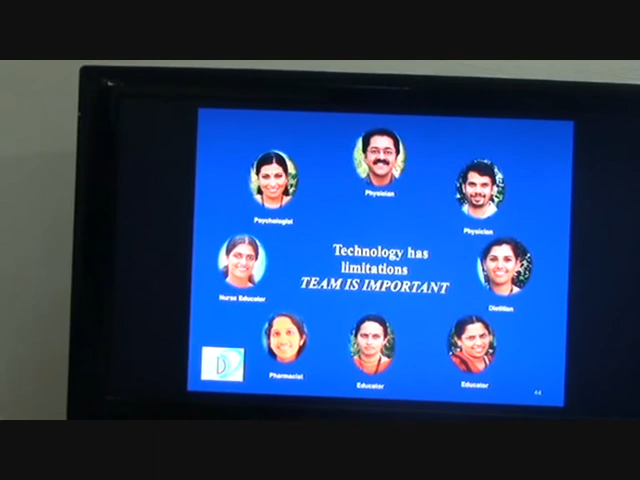 Physician
Psychologist
Physician
Technology has
limitations
TEAM IS IMPORTANT
Nurse Educator
Dietitian
Pharmacist
Educator
Educator
D
44